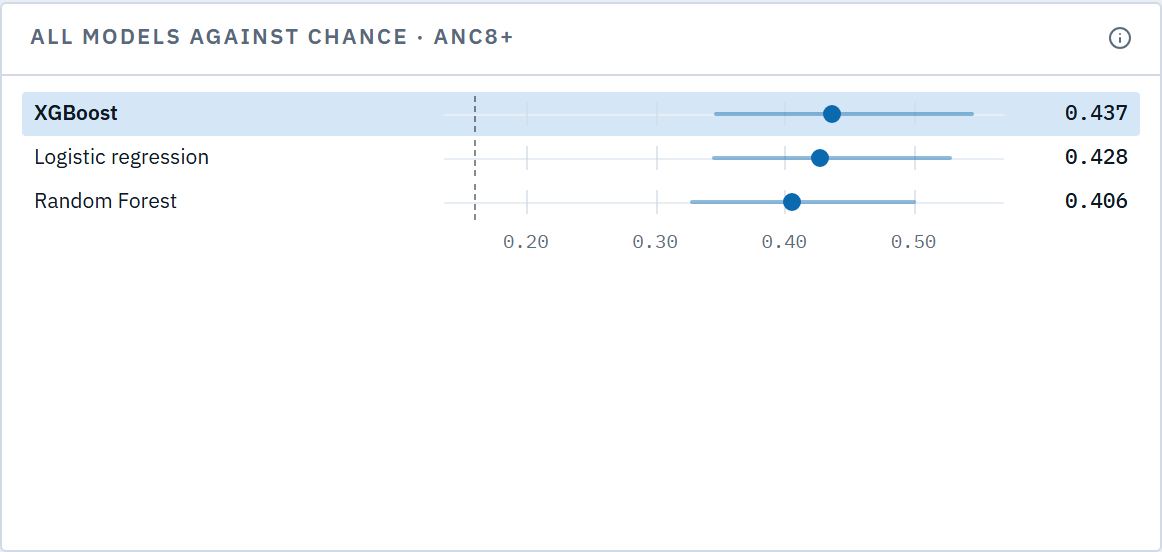 ALL MODELS AGAINST CHANCE · ANC8+
XGBoost 0.437
Logistic regression 0.428
Random Forest 0.406
0.20 0.30 0.40 0.50